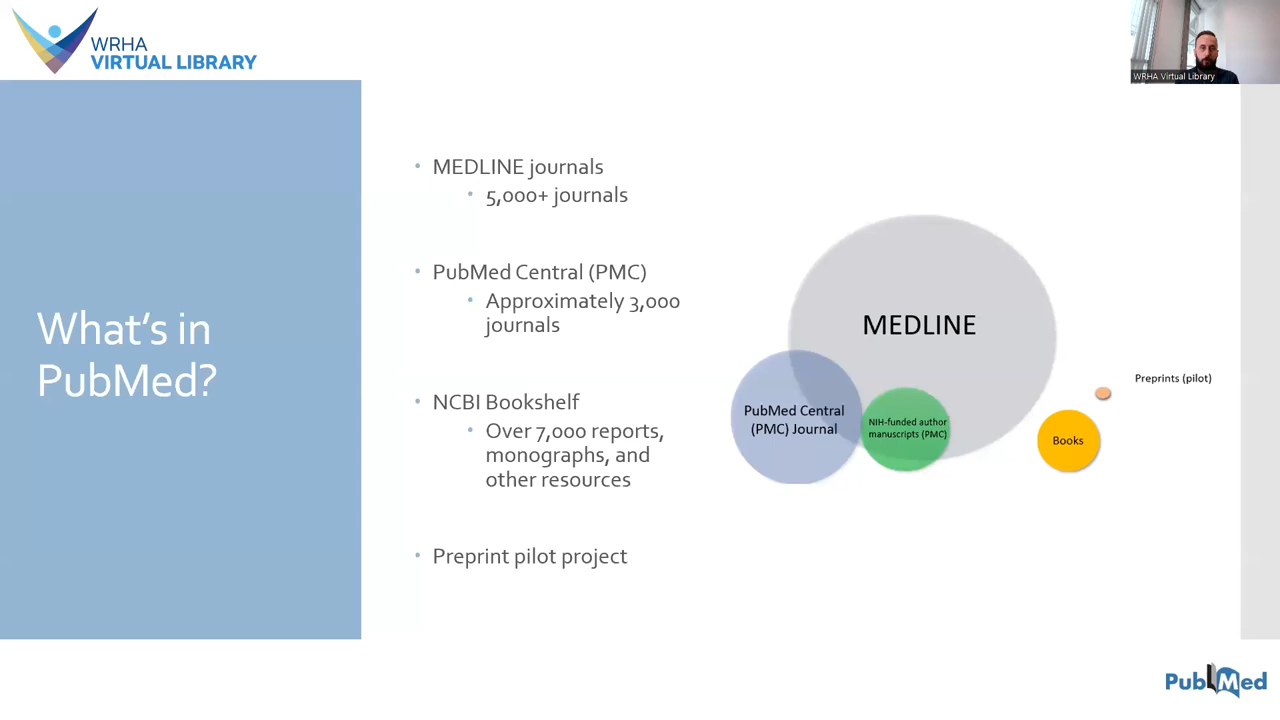 WRHA
VIRTUAL LIBRARY
WRHA Virtual Library
What's in
PubMed?
• MEDLINE journals
• 5,000+ journals
• PubMed Central (PMC)
• Approximately 3,000
journals
• NCBI Bookshelf
• Over 7,000 reports,
monographs, and
other resources
• Preprint pilot project
MEDLINE
PubMed Central
(PMC) Journal
NIH-funded author
manuscripts (PMC)
Books
Preprints (pilot)
PubMed